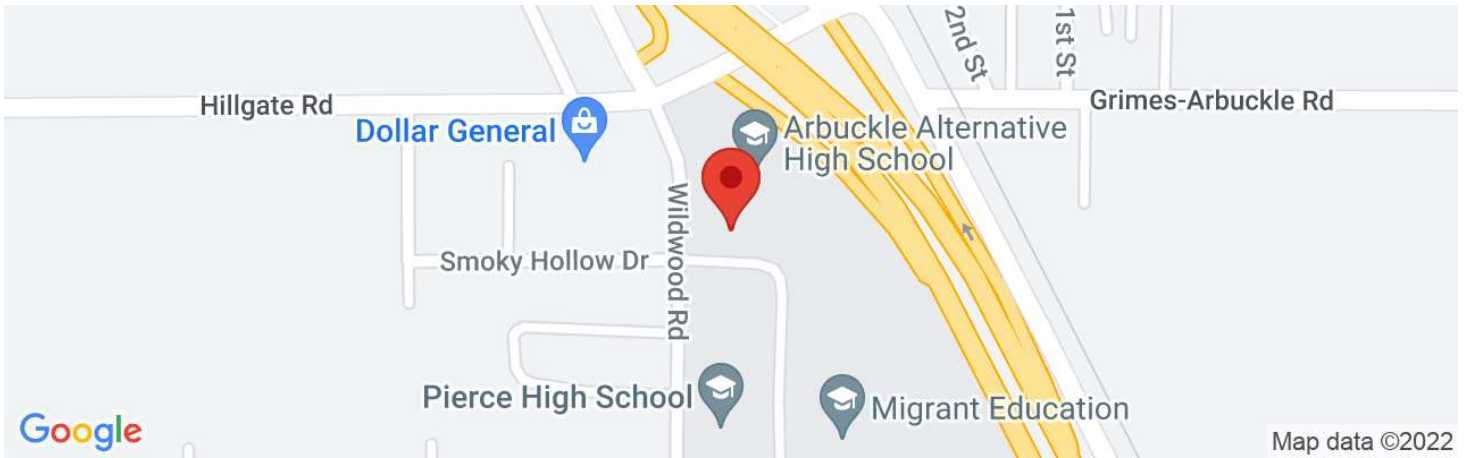 2nd St
1st St
Hillgate Rd
Grimes-Arbuckle Rd
Dollar General
Arbuckle Alternative
High School
Wildwood Rd
Smoky Hollow Dr
Pierce High School
Migrant Education
Google
Map data ©2022